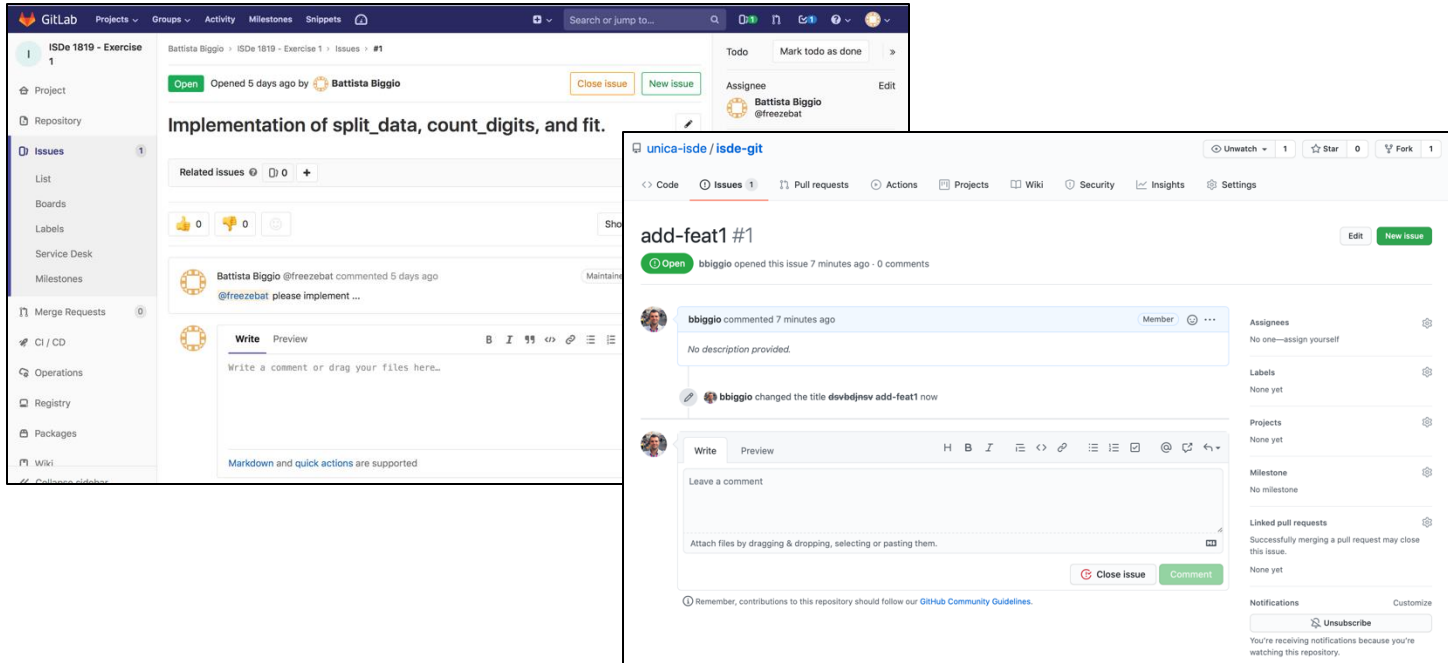 GitLab Projects Groups Activity Milestones Snippets Search or jump to... 1 1
I ISDe 1819 - Exercise 1
Project
Repository
Issues 1
List
Boards
Labels
Service Desk
Milestones
Merge Requests 0
CI / CD
Operations
Registry
Packages
Wiki
Collapse sidebar
Battista Biggio > ISDe 1819 - Exercise 1 > Issues > #1
Open Opened 5 days ago by Battista Biggio Close issue New issue
Implementation of split_data, count_digits, and fit.
Related issues 0 +
0 0 Sho
Battista Biggio @freezebat commented 5 days ago Maintaine
@freezebat please implement ...
Write Preview B I
Write a comment or drag your files here…
Markdown and quick actions are supported
Todo Mark todo as done »
Assignee Edit
Battista Biggio
@freezebat
unica-isde / isde-git Unwatch 1 Star 0 Fork 1
Code Issues 1 Pull requests Actions Projects Wiki Security Insights Settings
add-feat1 #1 Edit New issue
Open bbiggio opened this issue 7 minutes ago · 0 comments
bbiggio commented 7 minutes ago Member ...
No description provided.
bbiggio changed the title dsvbdjnsv add-feat1 now
Write Preview H B I @
Leave a comment
Attach files by dragging & dropping, selecting or pasting them.
Close issue Comment
Remember, contributions to this repository should follow our GitHub Community Guidelines.
Assignees
No one—assign yourself
Labels
None yet
Projects
None yet
Milestone
No milestone
Linked pull requests
Successfully merging a pull request may close
this issue.
None yet
Notifications Customize
Unsubscribe
You're receiving notifications because you're
watching this repository.